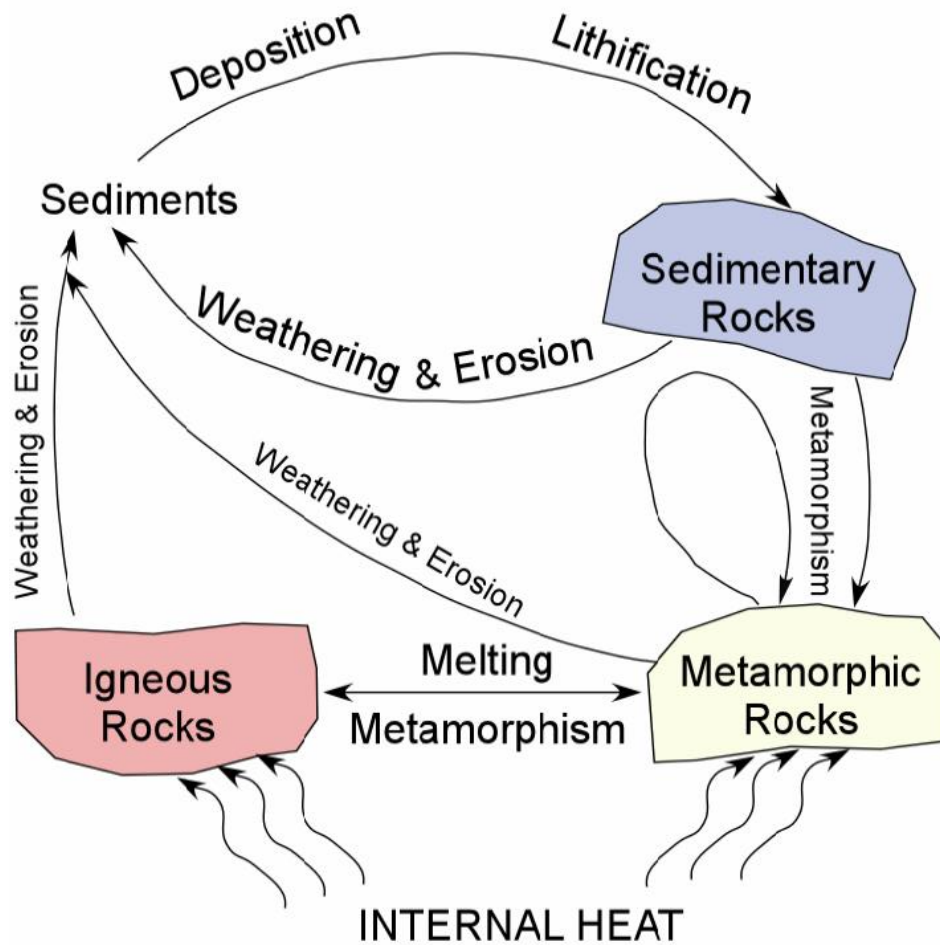 Deposition
Lithification
Sediments
Sedimentary
Rocks
Weathering & Erosion
Weathering & Erosion
Weathering & Erosion
Metamorphism
Igneous
Rocks
Melting
Metamorphism
Metamorphic
Rocks
INTERNAL HEAT